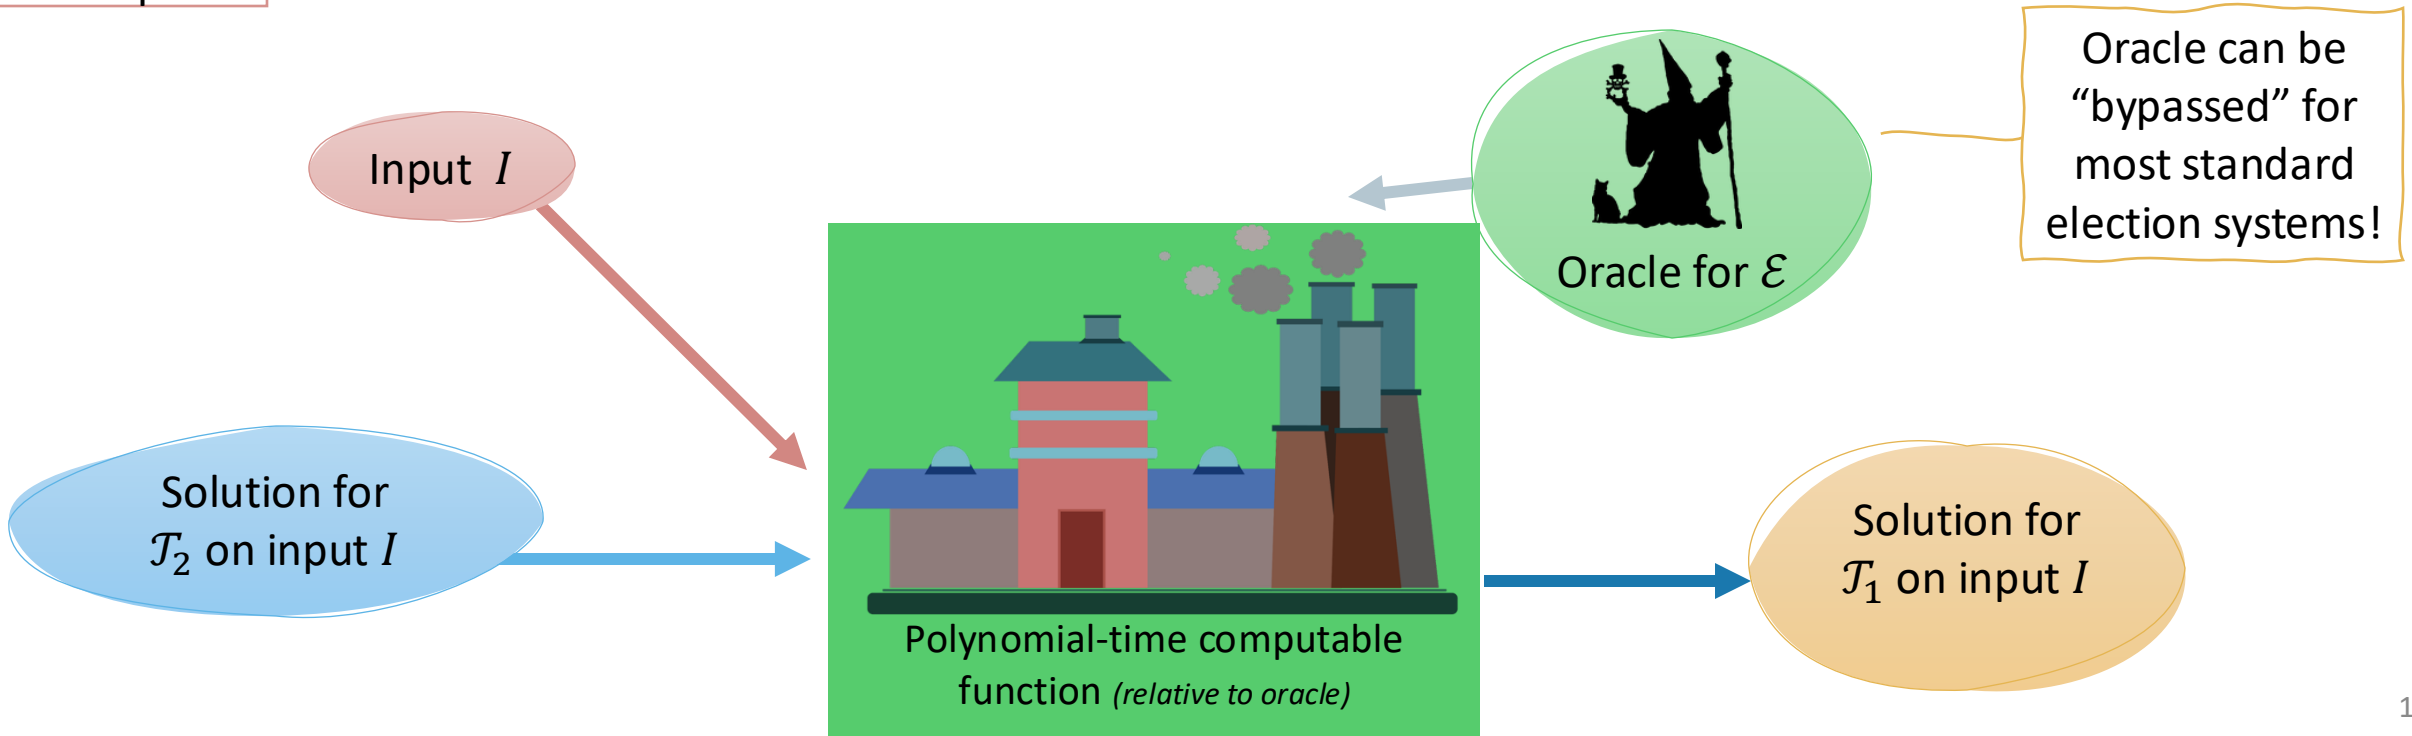 Oracle can be
“bypassed” for
most standard
election systems!
Input I
Oracle for ℰ
Solution for
𝒯₂ on input I
Solution for
𝒯₁ on input I
Polynomial-time computable
function (relative to oracle)
1